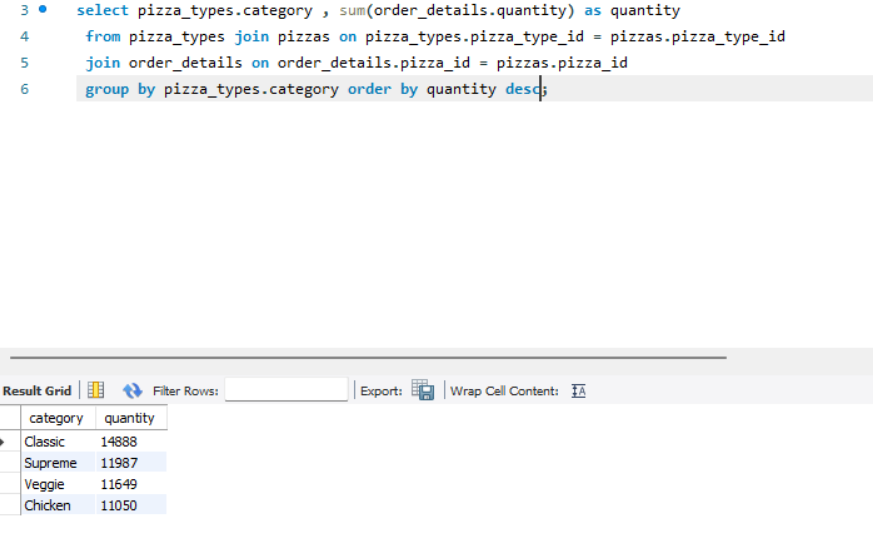 3 select pizza_types.category , sum(order_details.quantity) as quantity
4 from pizza_types join pizzas on pizza_types.pizza_type_id = pizzas.pizza_type_id
5 join order_details on order_details.pizza_id = pizzas.pizza_id
6 group by pizza_types.category order by quantity desc;
Result Grid Filter Rows: Export: Wrap Cell Content: IA
category quantity
Classic 14888
Supreme 11987
Veggie 11649
Chicken 11050